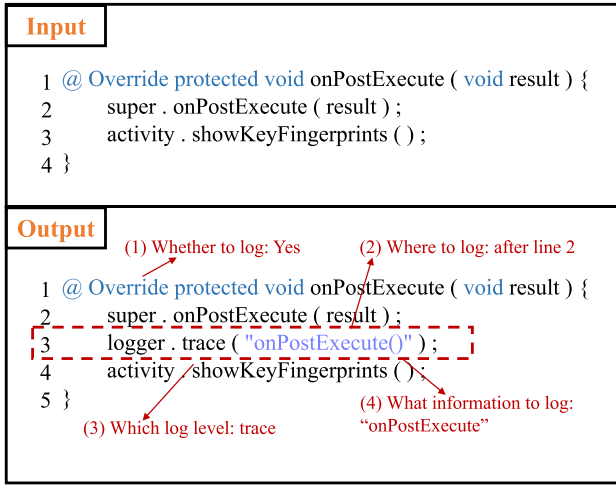 Input
1 @ Override protected void onPostExecute ( void result ) {
2 super . onPostExecute ( result ) ;
3 activity . showKeyFingerprints ( ) ;
4 }
Output
(1) Whether to log: Yes
(2) Where to log: after line 2
1 @ Override protected void onPostExecute ( void result ) {
2 super . onPostExecute ( result ) ;
3 logger . trace ( "onPostExecute()" ) ;
4 activity . showKeyFingerprints ( ) ;
5 }
(3) Which log level: trace
(4) What information to log:
“onPostExecute”